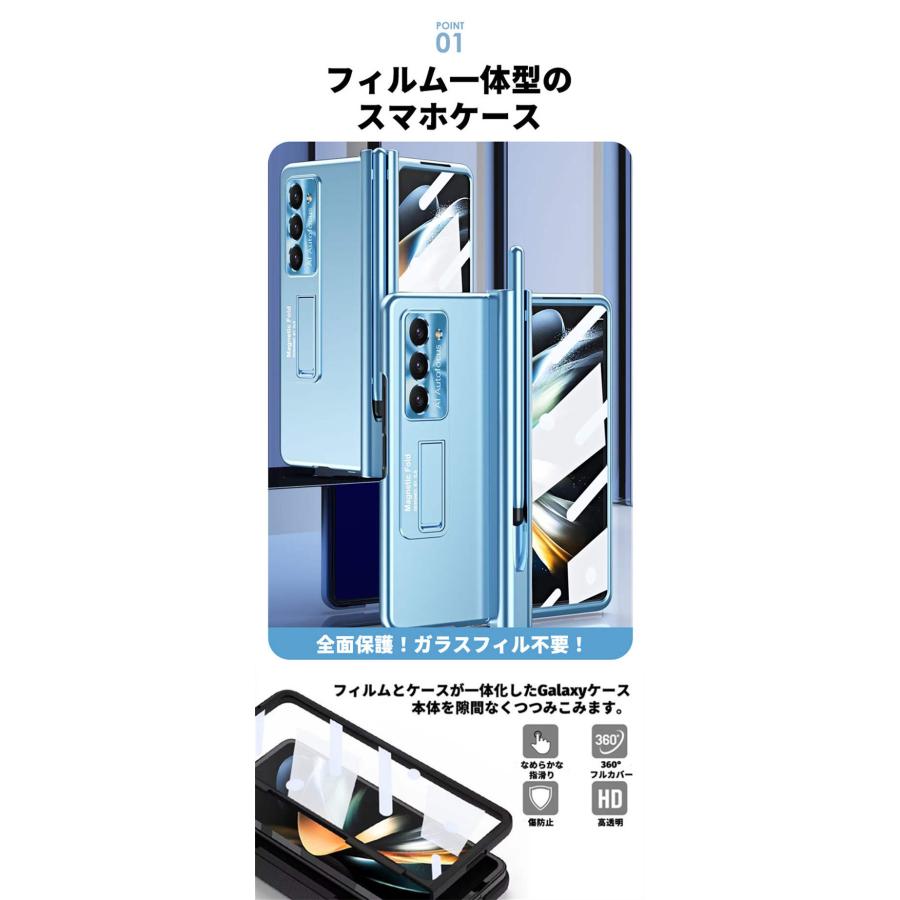 POINT
01
フィルム一体型の
スマホケース
AI Autofocus
Magnetic Fold
AI Autofocus
Magnetic Fold
全面保護！ガラスフィル不要！
フィルムとケースが一体化したGalaxyケース
本体を隙間なくつつみこみます。
360°
なめらかな
指滑り
360°
フルカバー
HD
傷防止
高透明